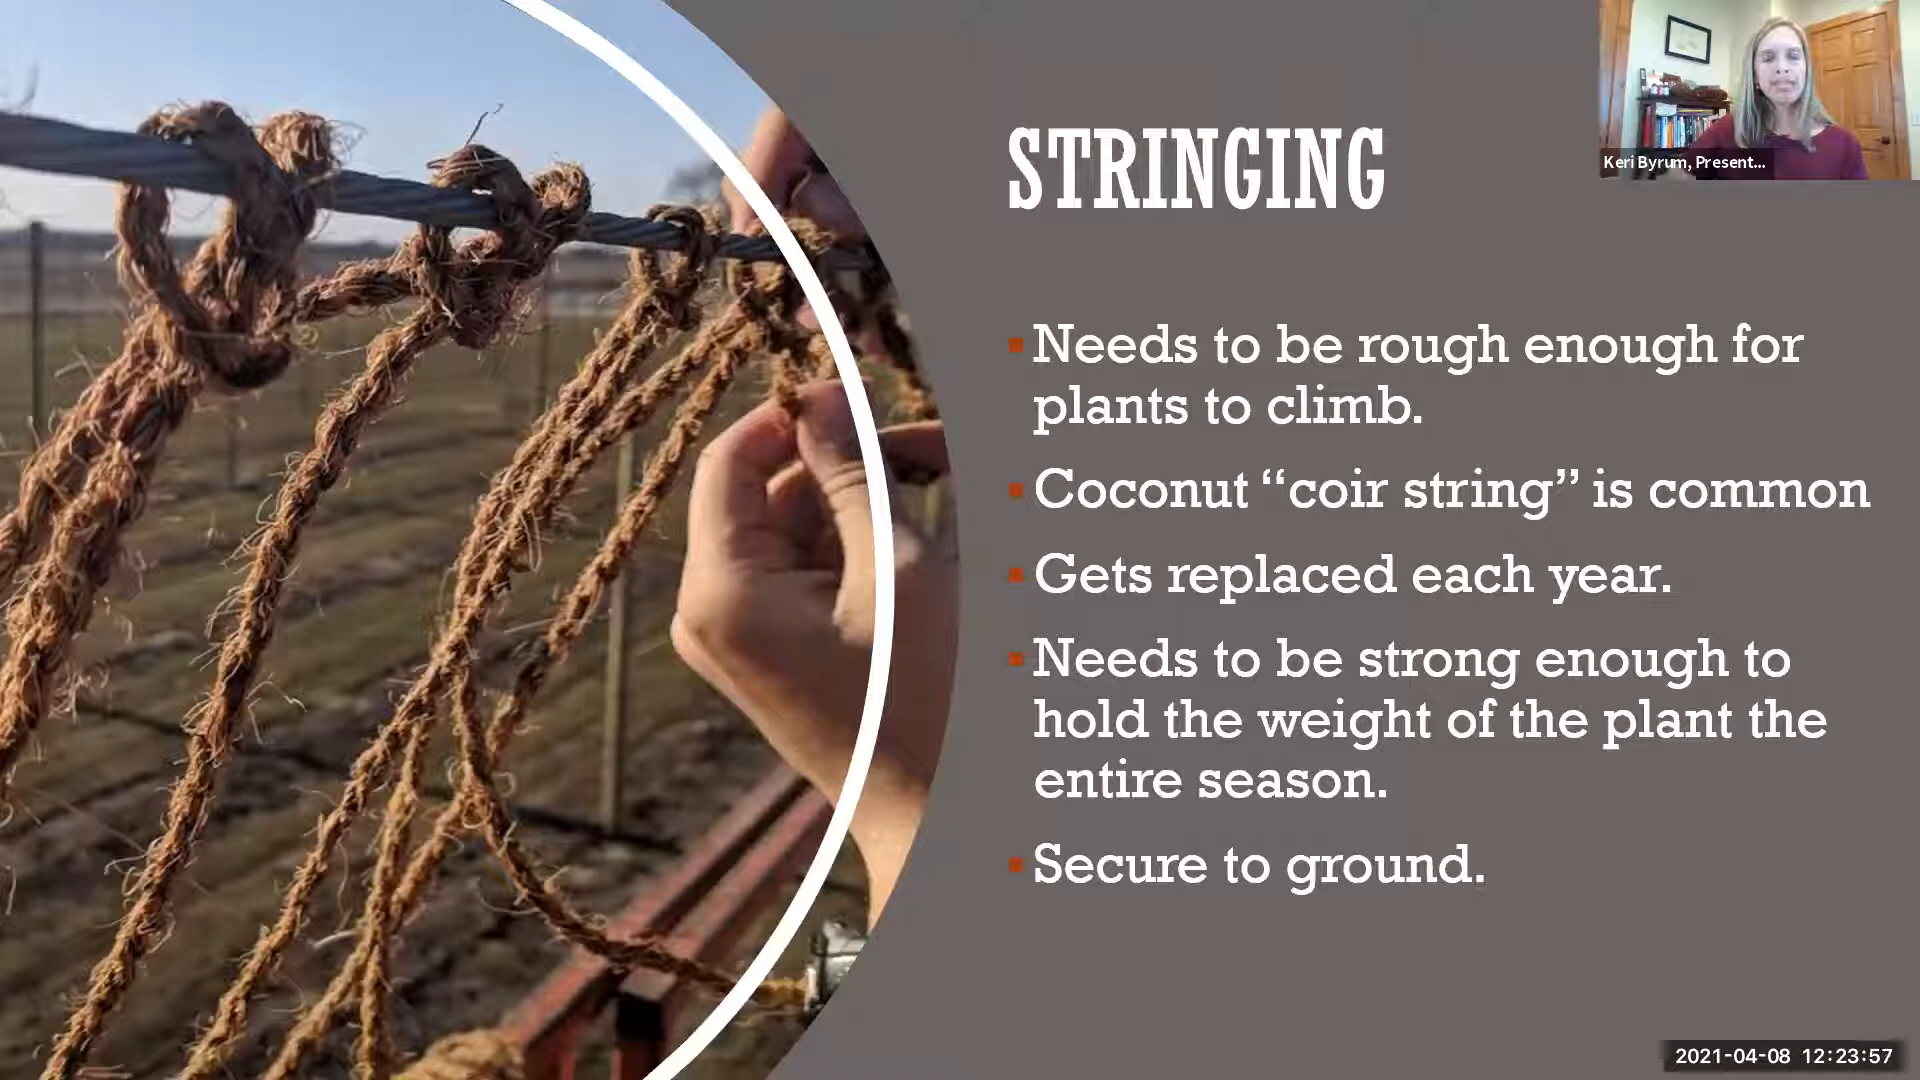 STRINGING
Keri Byrum, Present...
Needs to be rough enough for
plants to climb.
Coconut “coir string” is common
Gets replaced each year.
Needs to be strong enough to
hold the weight of the plant the
entire season.
Secure to ground.
2021-04-08 12:23:57